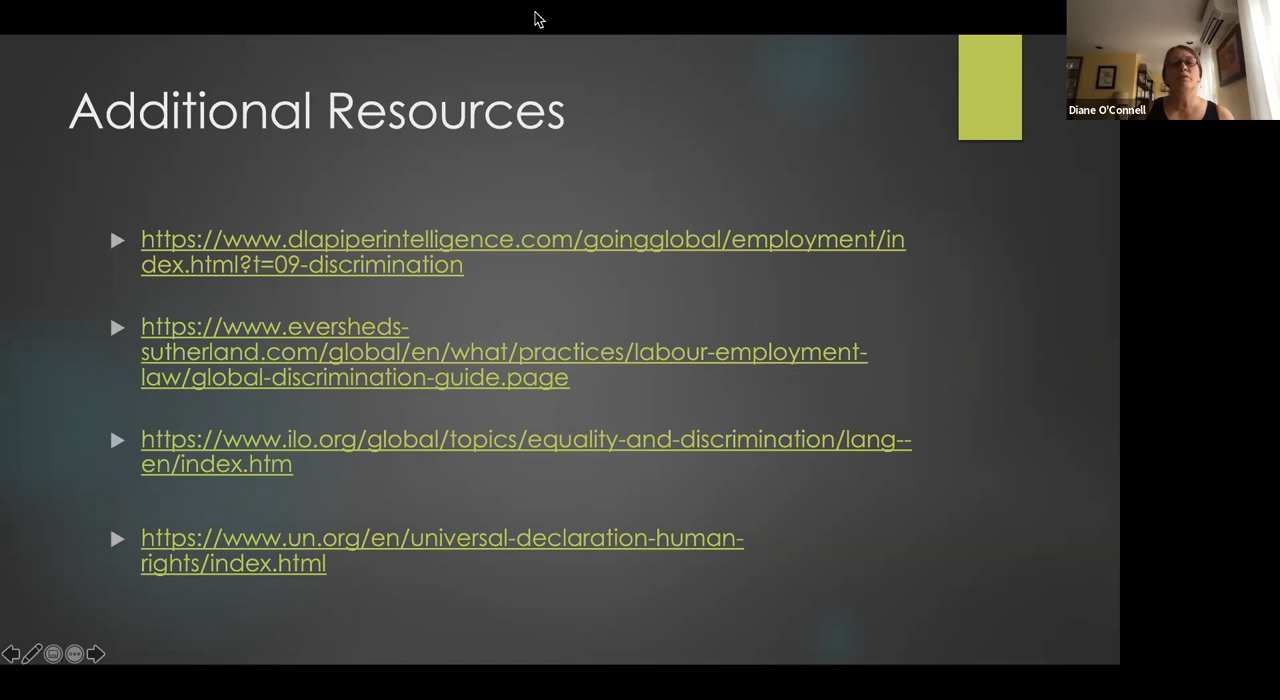 Additional Resources
Diane O'Connell
https://www.dlapiperintelligence.com/goingglobal/employment/in
dex.html?t=09-discrimination
https://www.eversheds-
sutherland.com/global/en/what/practices/labour-employment-
law/global-discrimination-guide.page
https://www.ilo.org/global/topics/equality-and-discrimination/lang--
en/index.htm
https://www.un.org/en/universal-declaration-human-
rights/index.html